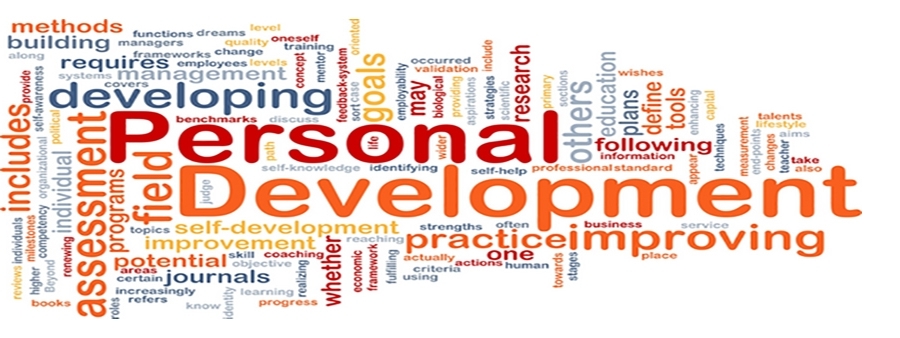 methods
functions dreams level
building managers quality oneself
along frameworks change training
requires employees levels
systems management
covers
developing
benchmarks discuss
Personal
Development
provide
self-awareness
includes
political
organizational
individual
assessment
programs
field
judge
path
life
concept
mentor
feedback-system
sort case
oriented
goals
employability
occurred
validation
may
biological
providing
aspirations
include
strategies
scientific
research
wider
primary
sections
others
education
wishes
plans
define
tools
enhancing
capital
following
information
appear
techniques
measurement
end-points
talents
lifestyle
changes aims
teacher take
also
self-knowledge identifying self-help professional standard
topics self-development strengths often business service
improvement reaching practice improving
potential skill coaching whether actually one place
areas objective criteria actions human
certain journals using
increasingly learning
refers know identity progress
realizing
economic
framework
fulfilling
towards
stages
reviews
individuals
milestones
higher
competency
Beyond
renewing
books
roles